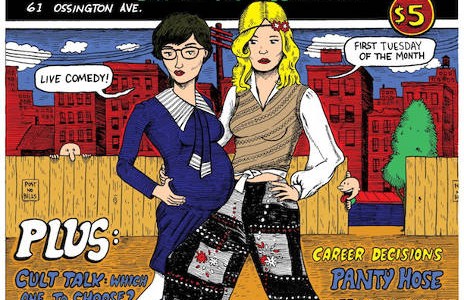 61 OSSINGTON AVE.
$5
LIVE COMEDY!
FIRST TUESDAY
OF THE MONTH
POST
NO
BILLS
PLUS:
CULT TALK: WHICH
ONE TO CHOOSE?
CAREER DECISIONS
PANTY HOSE